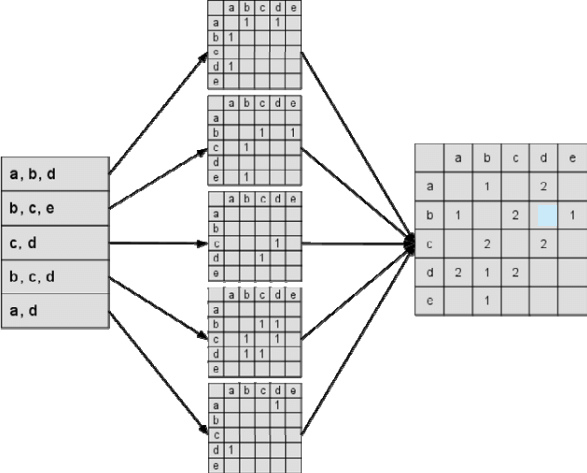 a, b, d
b, c, e
c, d
b, c, d
a, d
a b c d e
a 1 1
b 1
c
d 1
e
a b c d e
a
b 1 1
c 1
d
e 1
a b c d e
a
b
c 1
d 1
e
a b c d e
a
b 1 1
c 1 1
d 1 1
e
a b c d e
a 1
b
c
d 1
e
a b c d e
a 1 2
b 1 2 1
c 2 2
d 2 1 2
e 1